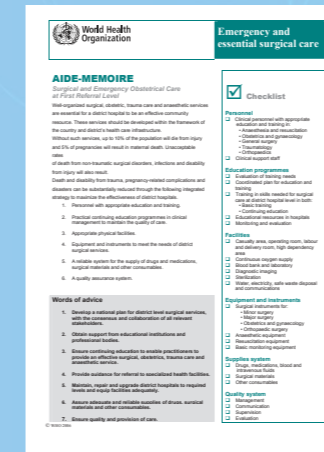 World Health
Organization
Emergency and
essential surgical care
AIDE-MEMOIRE
Surgical and Emergency Obstetrical Care
at First Referral Level
Well-organized surgical, obstetric, trauma care and anaesthetic services
are essential for a district hospital to be an effective community
resource. These services should be developed within the framework of
the country and district's health care infrastructure.
Without such services, up to 10% of the population will die from injury
and 5% of pregnancies will result in maternal death. Unacceptable
rates
of death from non-traumatic surgical disorders, infections and disability
from injury will also result.
Death and disability from trauma, pregnancy-related complications and
disasters can be substantially reduced through the following integrated
strategy to maximize the effectiveness of district hospitals.
1. Personnel with appropriate education and training.
2. Practical continuing education programmes in clinical
management to maintain the quality of care.
3. Appropriate physical facilities.
4. Equipment and instruments to meet the needs of district
surgical services.
5. A reliable system for the supply of drugs and medications,
surgical materials and other consumables.
6. A quality assurance system.
Words of advice
1. Develop a national plan for district level surgical services,
with the consensus and collaboration of all relevant
stakeholders.
2. Obtain support from educational institutions and
professional bodies.
3. Ensure continuing education to enable practitioners to
provide an effective surgical, obstetrics, trauma care and
anaesthetic service.
4. Provide guidance for referral to specialized health facilities.
5. Maintain, repair and upgrade district hospitals to required
levels and equip facilities adequately.
6. Assure adequate and reliable supplies of drugs, surgical
materials and other consumables.
7. Ensure quality and provision of care.
Checklist
Personnel
Clinical personnel with appropriate
education and training in:
• Anaesthesia and resuscitation
• Obstetrics and gynaecology
• General surgery
• Traumatology
• Orthopaedics
Clinical support staff
Education programmes
Evaluation of training needs
Coordinated plan for education and
training
Training in skills needed for surgical
care at district hospital level in both:
• Basic training
• Continuing education
Educational resources in hospitals
Monitoring and evaluation
Facilities
Casualty area, operating room, labour
and delivery room, high dependency
area
Continuous oxygen supply
Blood bank and laboratory
Diagnostic imaging
Sterilization
Water, electricity, safe waste disposal
and communications
Equipment and instruments
Surgical instruments for:
• Minor surgery
• Major surgery
• Obstetrics and gynaecology
• Orthopaedic surgery
Anaesthetic equipment
Resuscitation equipment
Basic monitoring equipment
Supplies system
Drugs, medications, blood and
intravenous fluids
Surgical materials
Other consumables
Quality system
Management
Communication
Supervision
Evaluation